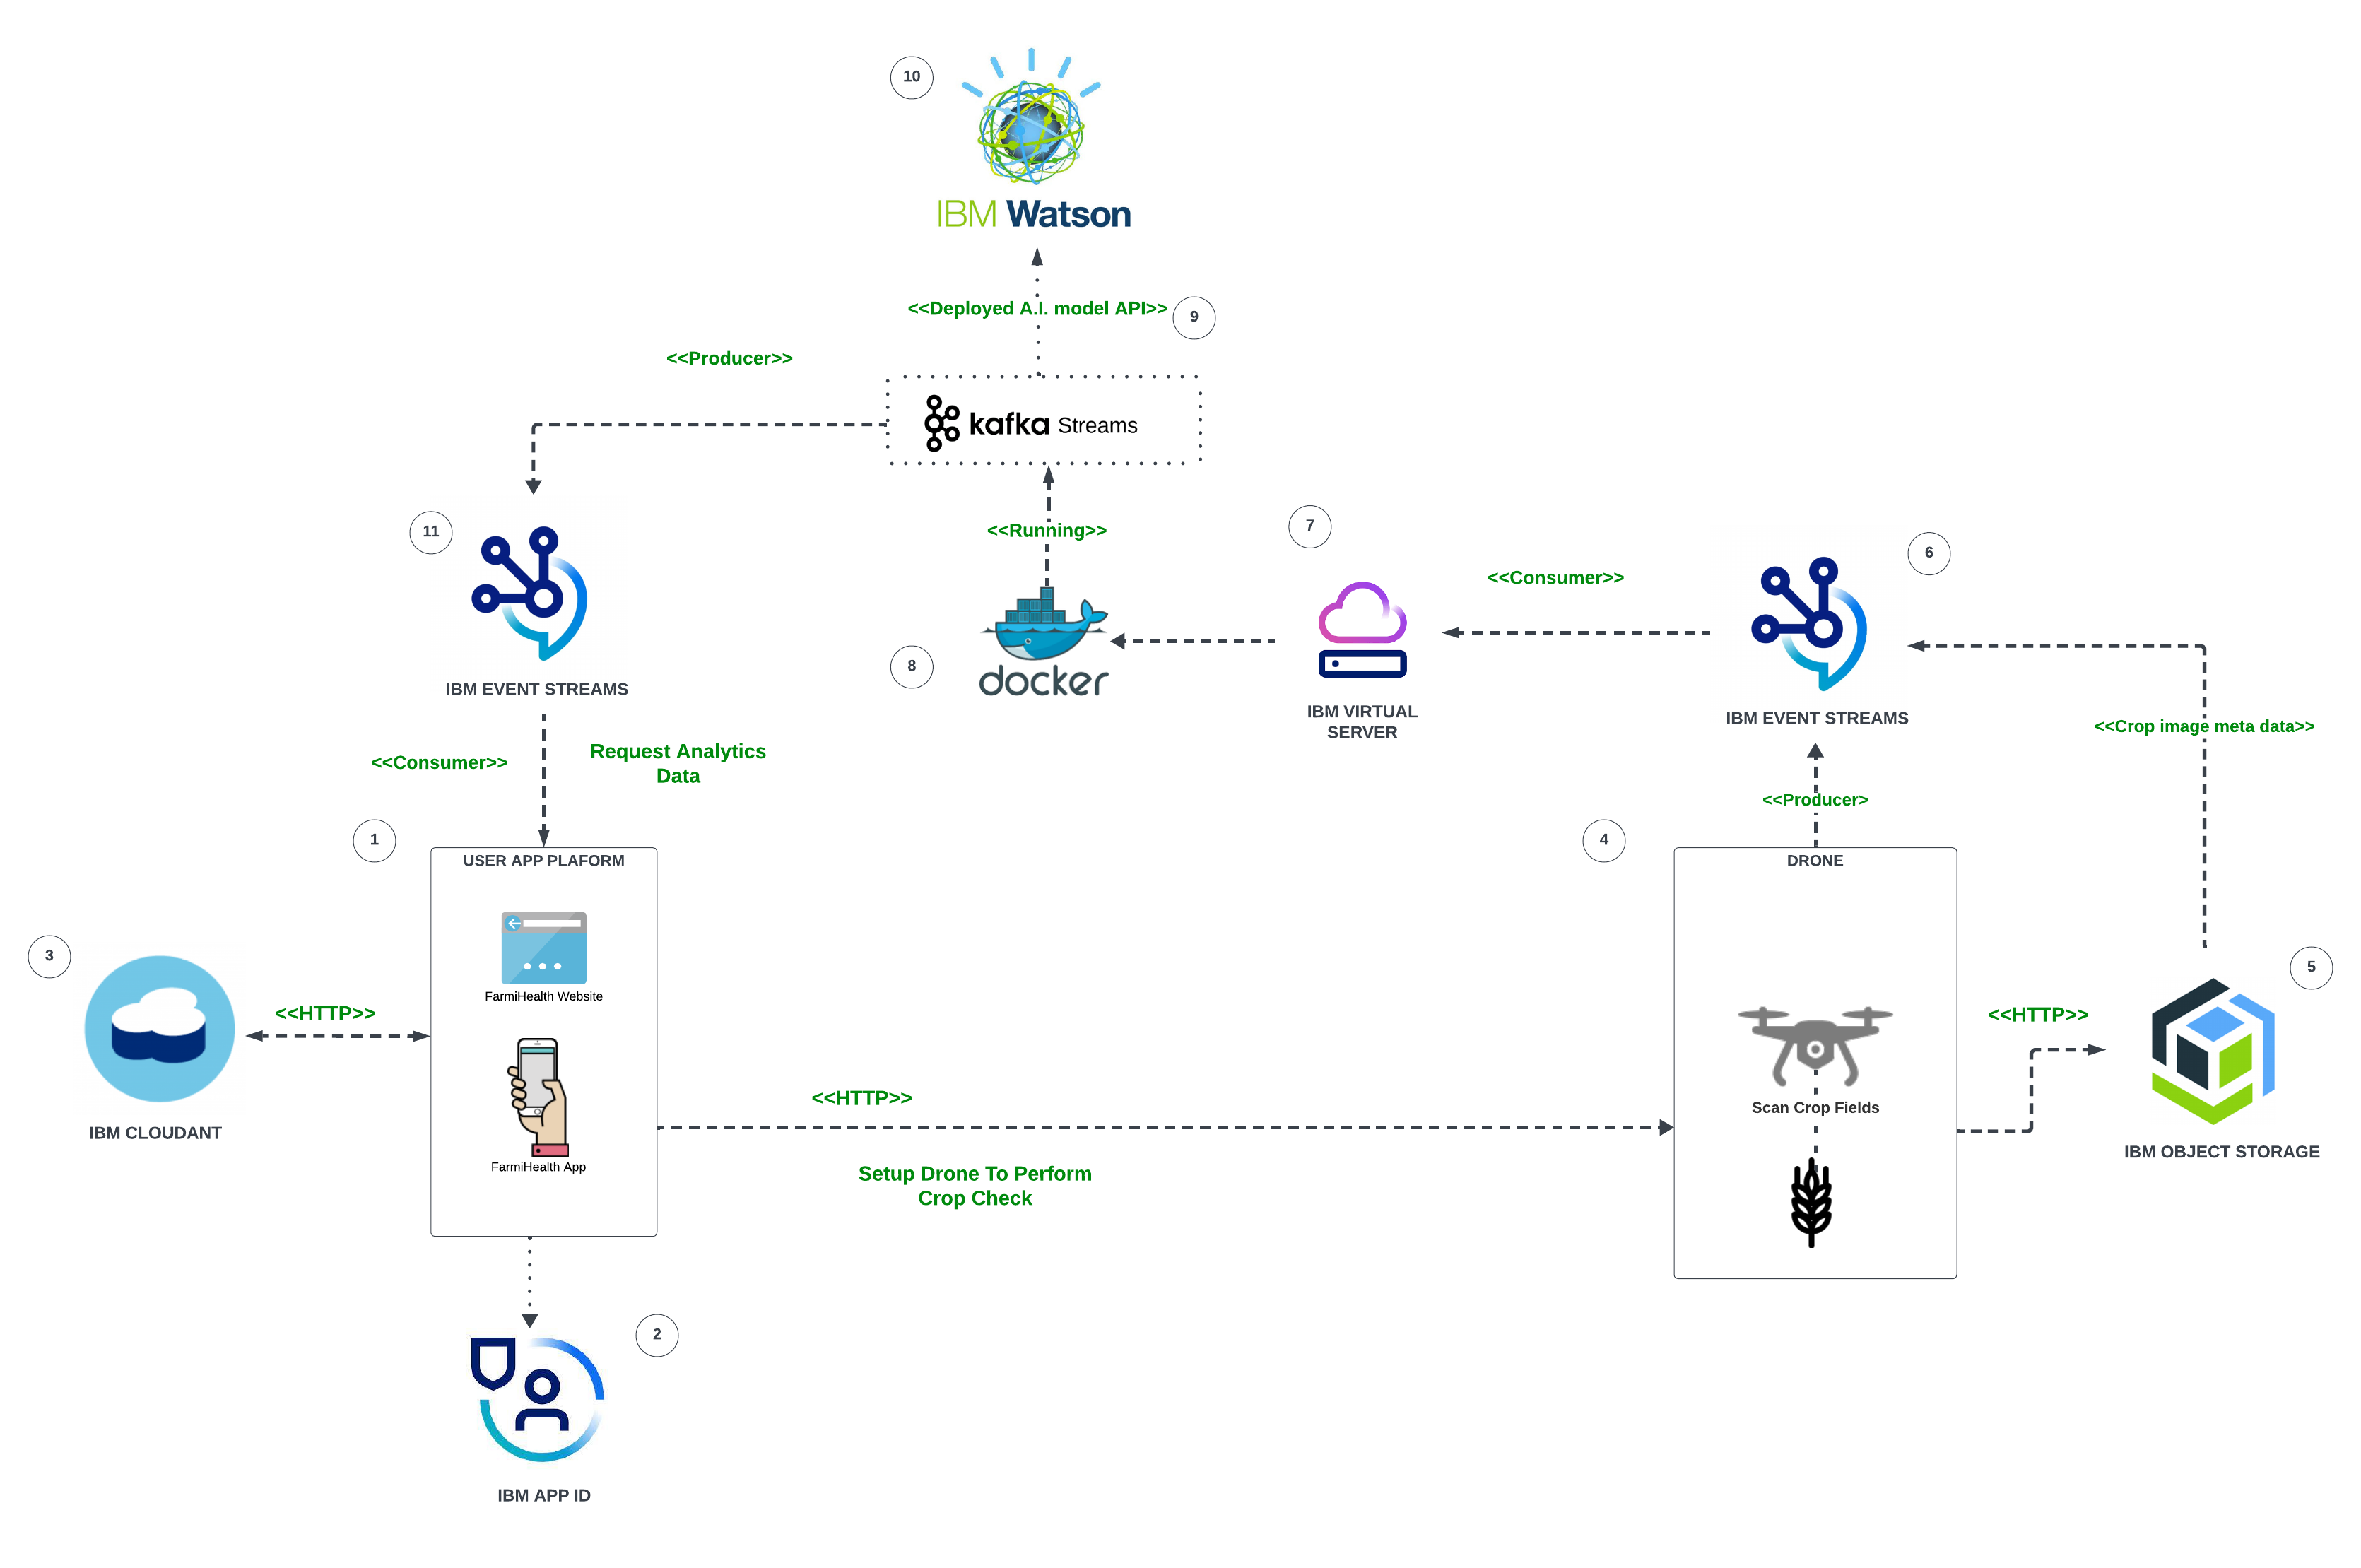 10
IBM Watson
<<Deployed A.I. model API>>
9
<<Producer>>
kafka Streams
11
<<Running>>
7
6
<<Consumer>>
8
docker
IBM EVENT STREAMS
IBM VIRTUAL
SERVER
IBM EVENT STREAMS
<<Crop image meta data>>
<<Consumer>>
Request Analytics
Data
<<Producer>
1
4
USER APP PLAFORM
DRONE
3
5
FarmiHealth Website
<<HTTP>>
<<HTTP>>
<<HTTP>>
Scan Crop Fields
IBM CLOUDANT
IBM OBJECT STORAGE
FarmiHealth App
Setup Drone To Perform
Crop Check
2
IBM APP ID